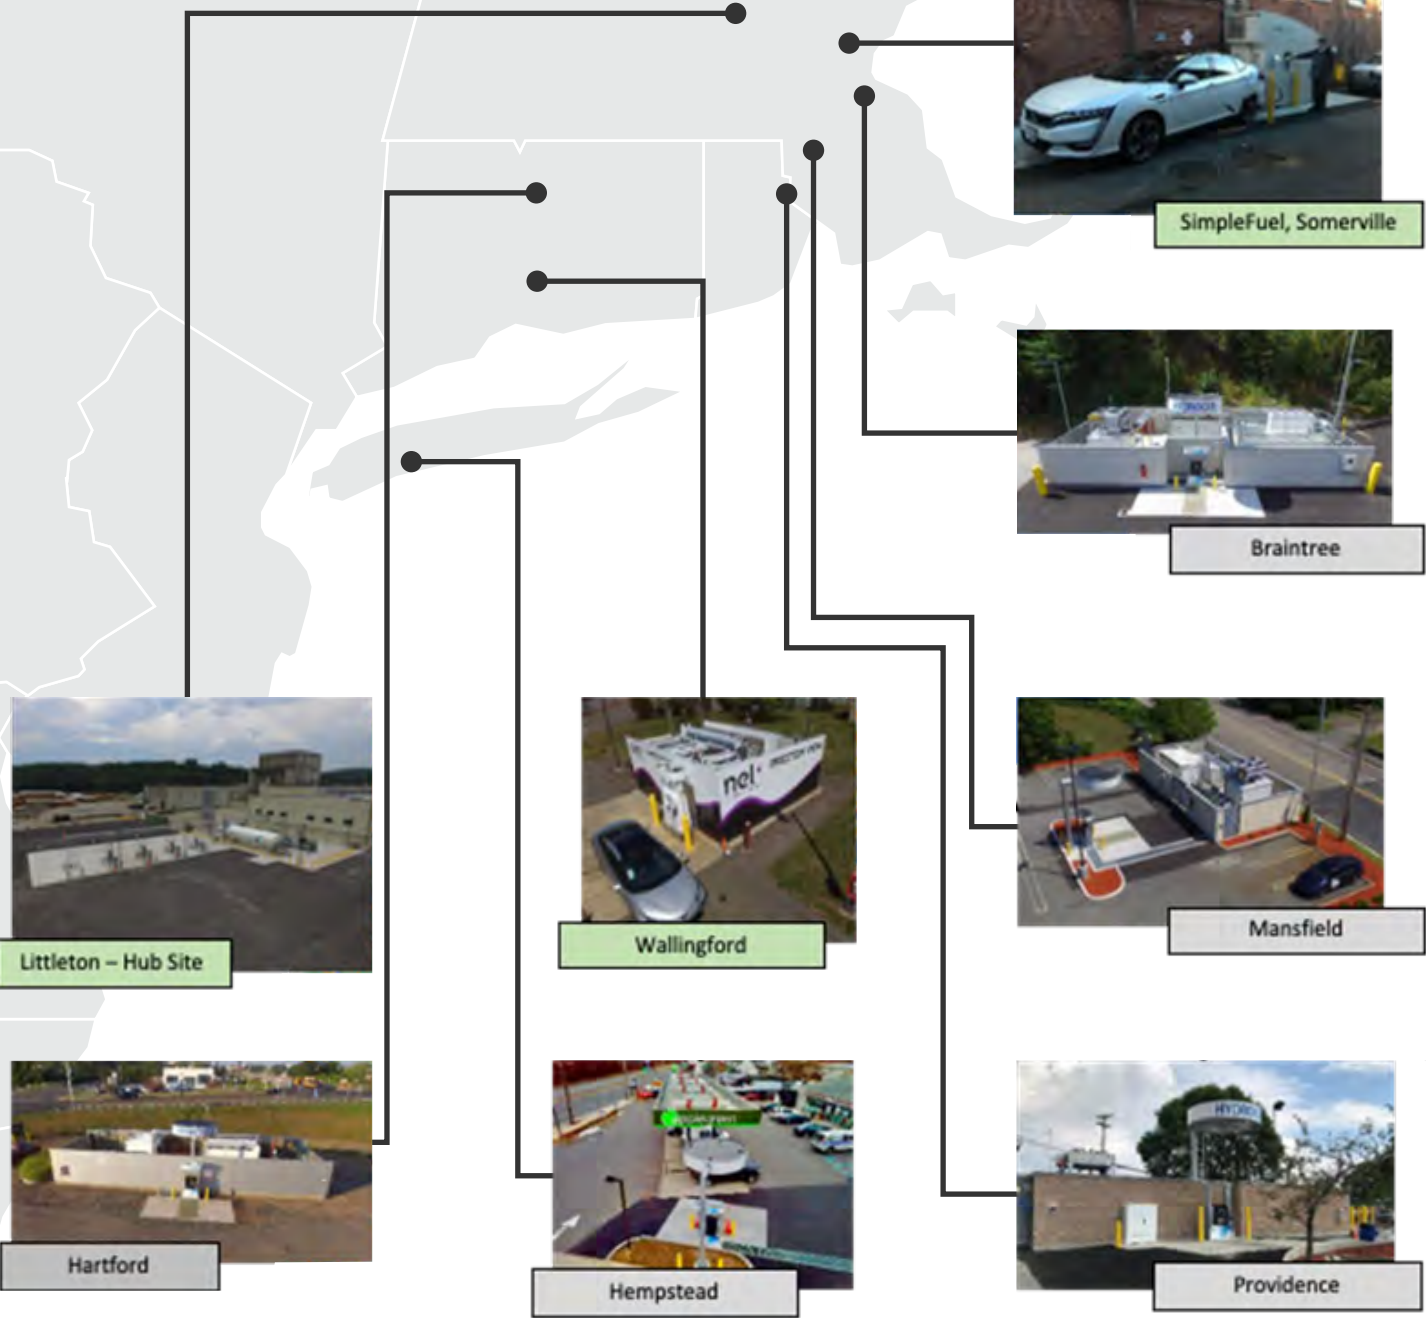 SimpleFuel, Somerville
Braintree
nel
Wallingford
Mansfield
Littleton – Hub Site
Hartford
Hempstead
Providence